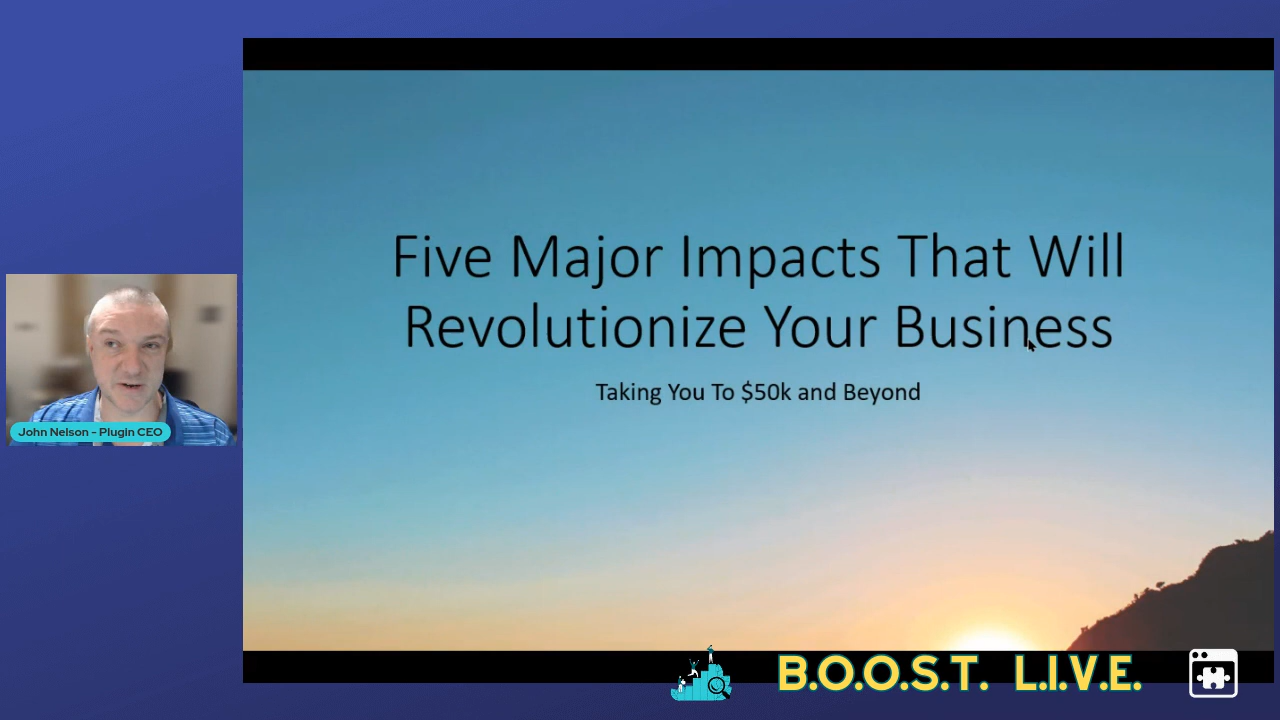 Five Major Impacts That Will
Revolutionize Your Business
Taking You To $50k and Beyond
John Nelson - Plugin CEO
B.O.O.S.T. L.I.V.E.